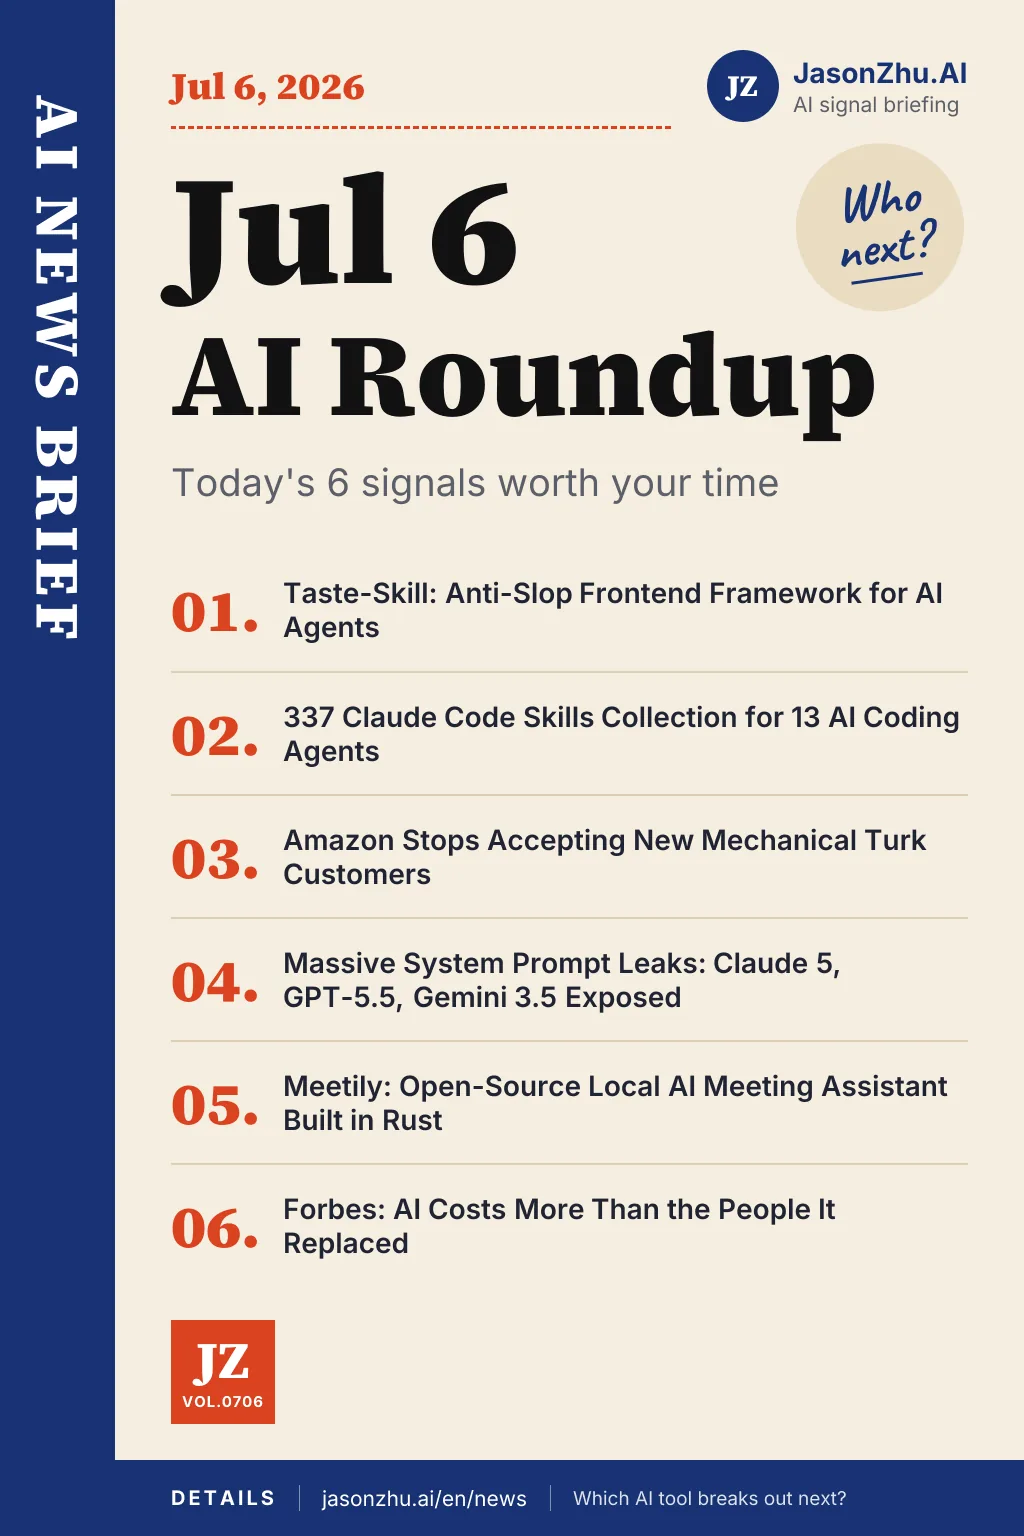 AI NEWS BRIEF
Jul 6, 2026
JZ
JasonZhu.AI
AI signal briefing
Who
next?
Jul 6
AI Roundup
Today's 6 signals worth your time
01.
Taste-Skill: Anti-Slop Frontend Framework for AI
Agents
02.
337 Claude Code Skills Collection for 13 AI Coding
Agents
03.
Amazon Stops Accepting New Mechanical Turk
Customers
04.
Massive System Prompt Leaks: Claude 5,
GPT-5.5, Gemini 3.5 Exposed
05.
Meetily: Open-Source Local AI Meeting Assistant
Built in Rust
06.
Forbes: AI Costs More Than the People It
Replaced
JZ
VOL.0706
DETAILS
jasonzhu.ai/en/news
Which AI tool breaks out next?